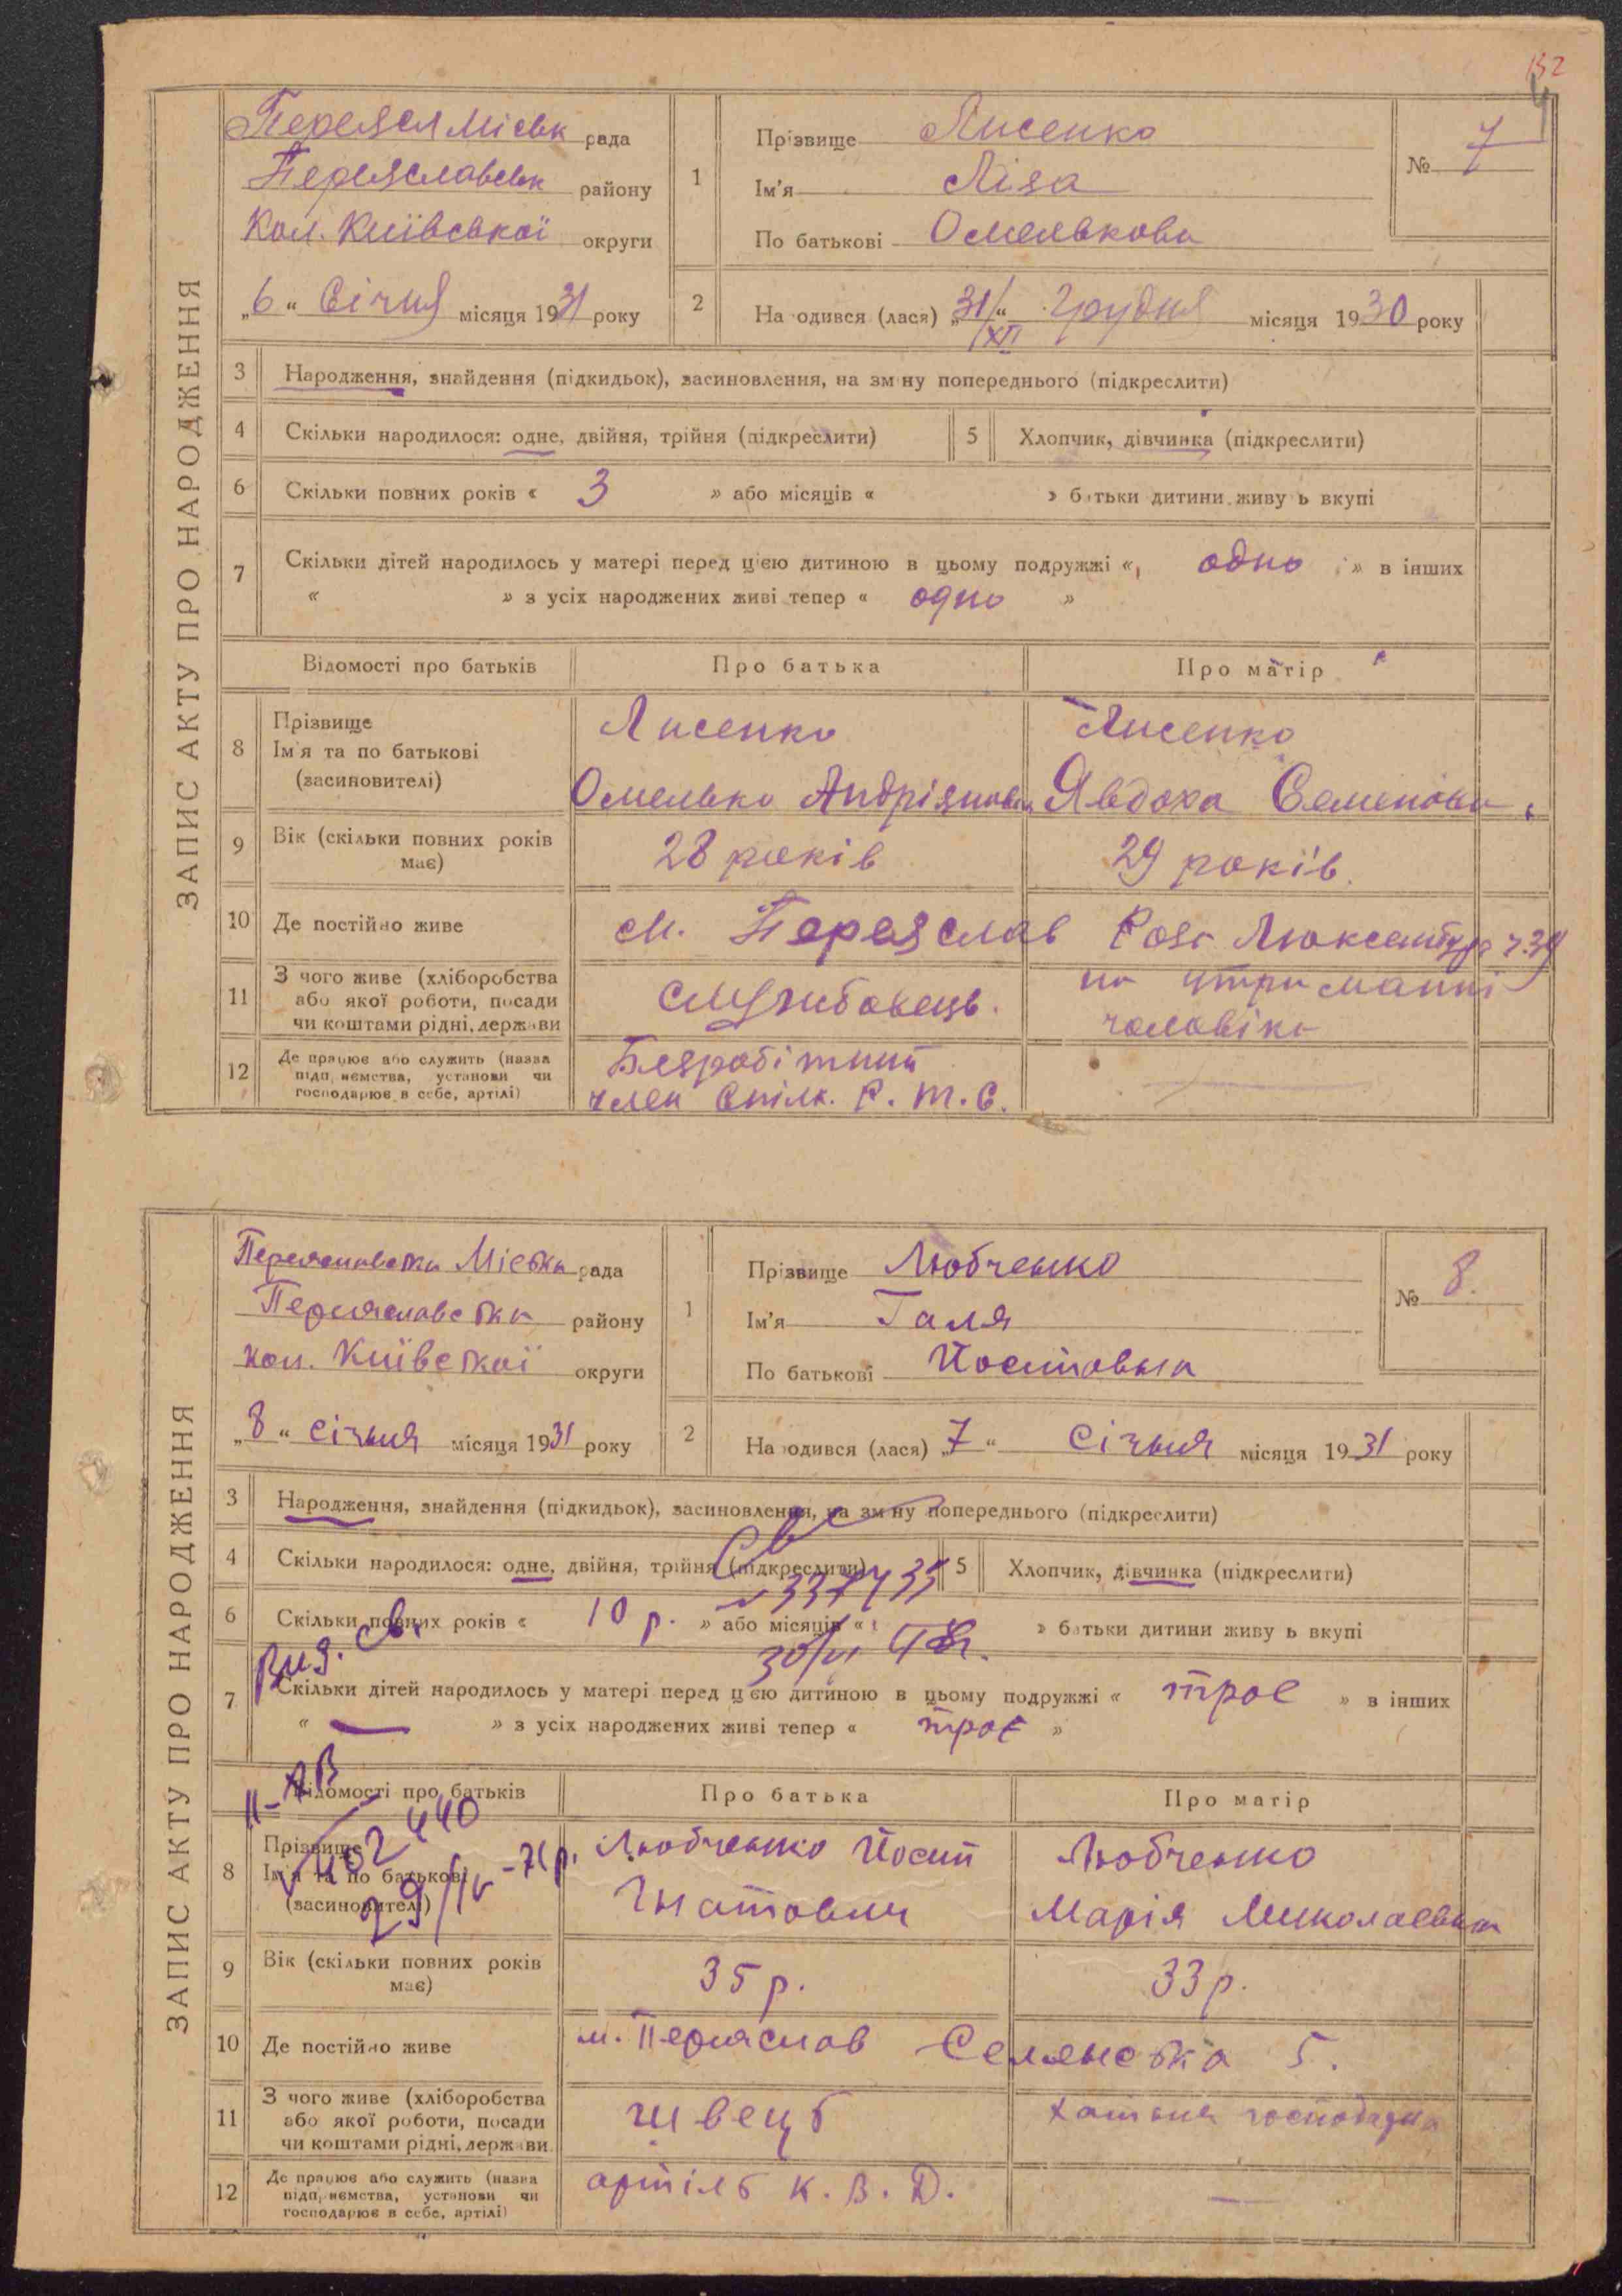 152
ЗАПИС АКТУ ПРО НАРОДЖЕННЯ
Переясл Міськ рада
Переяславськ району
Кол. Київської округи
„6“ Січня місяця 1931 року
1 Прізвище Лисенко
Ім'я Ліза
По батькові Омелькова
№ 7
2 Народився (лася) „31/XII“ Грудня місяця 1930 року
3 Народження, знайдення (підкидьок), засиновлення, на зміну попереднього (підкреслити)
4 Скільки народилося: одне, двійня, трійня (підкреслити) 5 Хлопчик, дівчинка (підкреслити)
6 Скільки повних років « 3 » або місяців « » батьки дитини живуть вкупі
7 Скільки дітей народилось у матері перед цією дитиною в цьому подружжі « одно » в інших
« » з усіх народжених живі тепер « одно »
Відомості про батьків Про батька Про матір
8 Прізвище Ім'я та по батькові (засиновителі)
Лисенко Лисенко
Омелько Андріянов Явдоха Семенова
9 Вік (скільки повних років має) 28 років 29 років.
10 Де постійно живе м. Переяслав Рози Люксембург ч. 39
11 З чого живе (хліборобства або якої роботи, посади чи коштами рідні, держави
службовець. на утриманні чоловіка
12 Де працює або служить (назва підприємства, установи чи господарює в себе, артілі)
Безробітний
член Спілк. Р. т. С.
ЗАПИС АКТУ ПРО НАРОДЖЕННЯ
Переяславська Міська рада
Переяславська району
кол. Київської округи
„8“ Січня місяця 1931 року
1 Прізвище Любченко
Ім'я Галя
По батькові Йосиповна
№ 8.
2 Народився (лася) „7“ Січня місяця 1931 року
3 Народження, знайдення (підкидьок), засиновлення, на зміну попереднього (підкреслити)
4 Скільки народилося: одне, двійня, трійня (підкреслити) 5 Хлопчик, дівчинка (підкреслити)
6 Скільки повних років « 10 р. » або місяців « » батьки дитини живуть вкупі
7 Скільки дітей народилось у матері перед цією дитиною в цьому подружжі « троє » в інших
« — » з усіх народжених живі тепер « троє »
II-АВ
Відомості про батьків Про батька Про матір
8 Прізвище Ім'я та по батькові (засиновителі)
Любченко Йосип Любченко
Гнатович Марія Миколаевна
9 Вік (скільки повних років має) 35 р. 33 р.
10 Де постійно живе м. Переяслав Селянська 5.
11 З чого живе (хліборобства або якої роботи, посади чи коштами рідні, держави
швець хатня господарка
12 Де працює або служить (назва підприємства, установи чи господарює в себе, артілі)
артіль К. В. Д. —